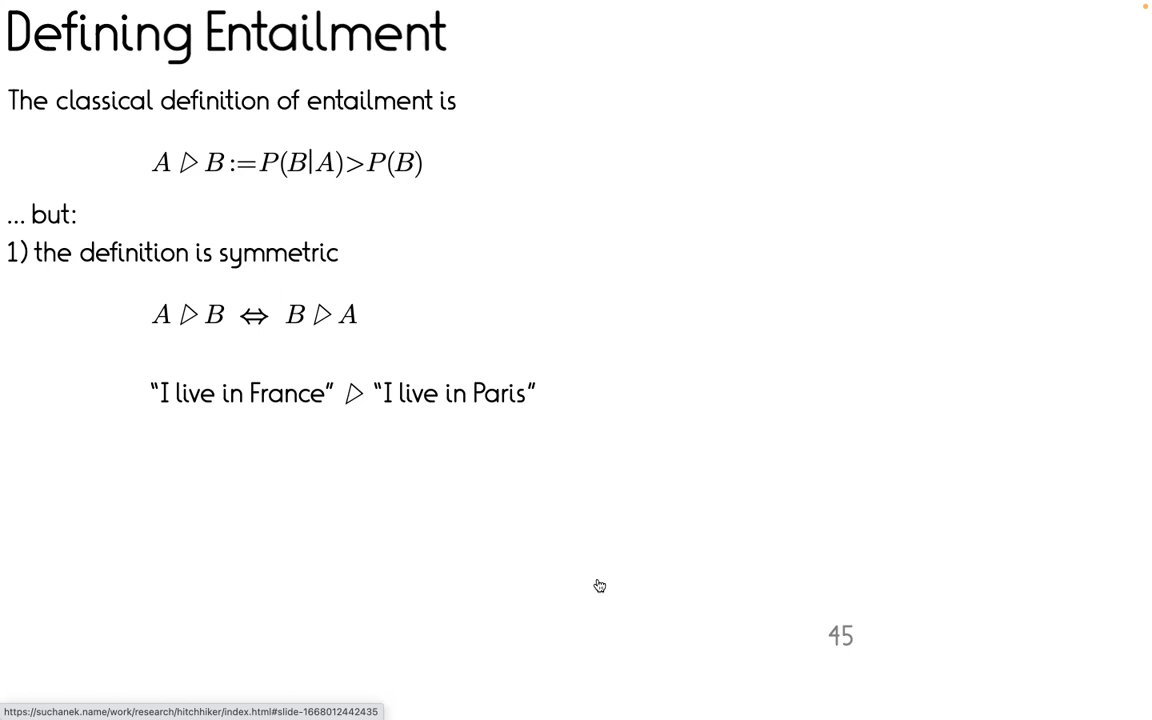 Defining Entailment
The classical definition of entailment is
A ▷ B := P(B|A) > P(B)
... but:
1) the definition is symmetric
A ▷ B ⇔ B ▷ A
“I live in France” ▷ “I live in Paris”
45
https://suchanek.name/work/research/hitchhiker/index.html#slide-1668012442435